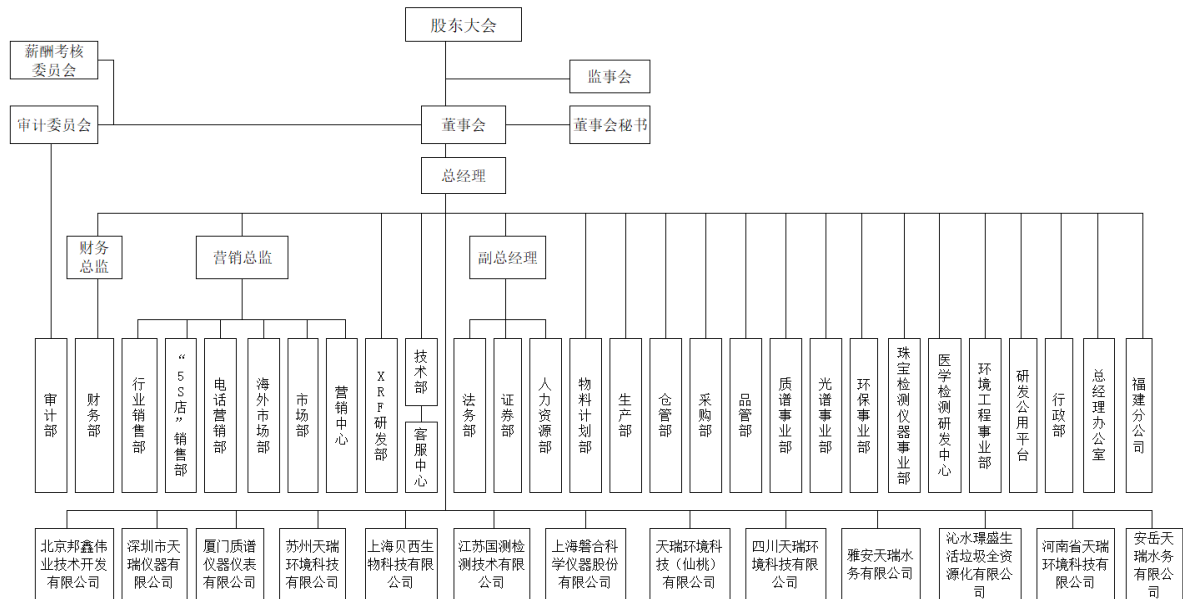 股东大会
薪酬考核
委员会
监事会
审计委员会
董事会
董事会秘书
总经理
财务
总监
营销总监
副总经理
审计部
财务部
行业销售部
“5S店”销售部
电话营销部
海外市场部
市场部
营销中心
XRF研发部
技术部
客服中心
法务部
证券部
人力资源部
物料计划部
生产部
仓管部
采购部
品管部
质谱事业部
光谱事业部
环保事业部
珠宝检测仪器事业部
医学检测研发中心
环境工程事业部
研发公用平台
行政部
总经理办公室
福建分公司
北京邦鑫伟
业技术开发
有限公司
深圳市天
瑞仪器有
限公司
厦门质谱
仪器仪表
有限公司
苏州天瑞
环境科技
有限公司
上海贝西生
物科技有限
公司
江苏国测检
测技术有限
公司
上海磐合科
学仪器股份
有限公司
天瑞环境科
技（仙桃）
有限公司
四川天瑞环
境科技有限
公司
雅安天瑞水
务有限公司
沁水璟盛生
活垃圾全资
源化有限公
司
河南省天瑞
环境科技有
限公司
安岳天
瑞水务
有限公
司